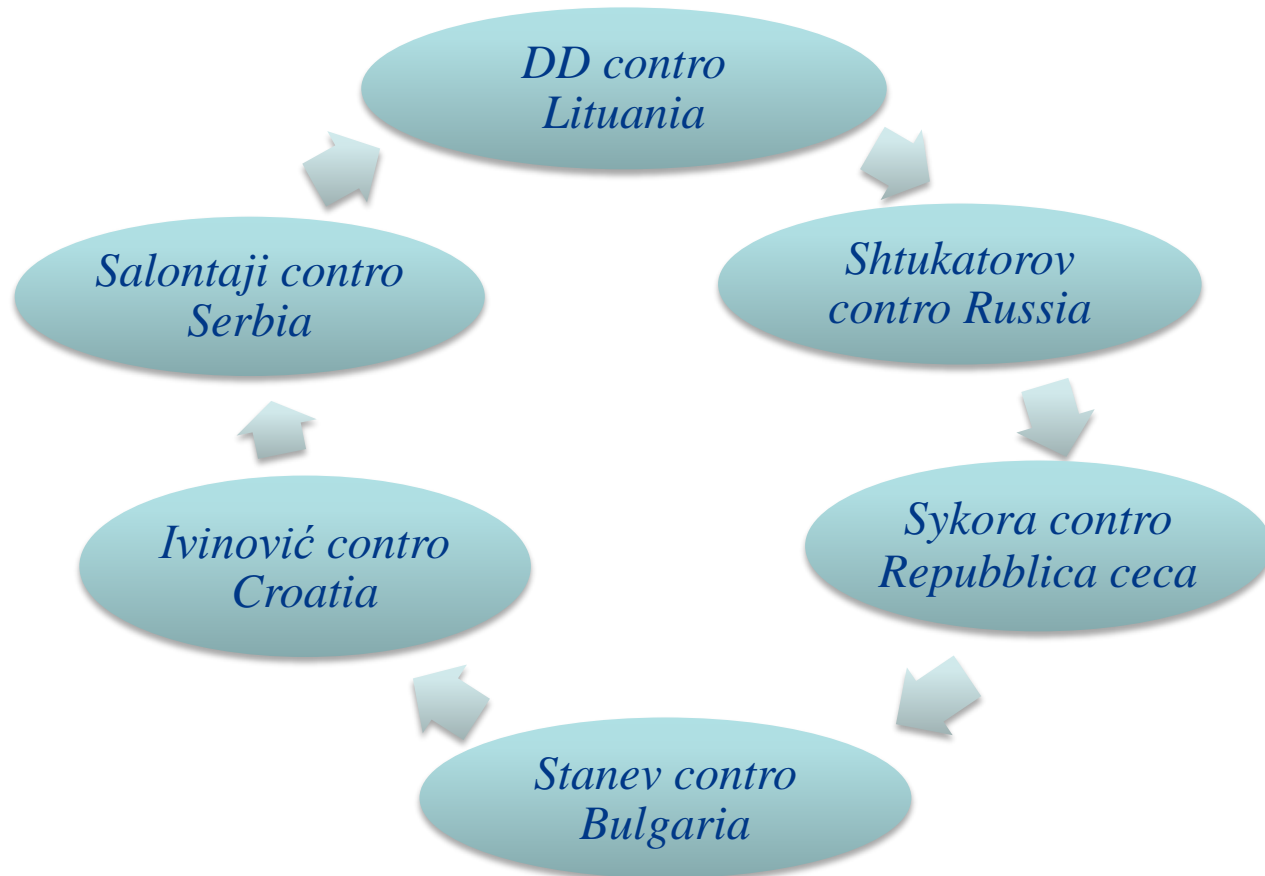 DD contro
Lituania
Shtukatorov
contro Russia
Sykora contro
Repubblica ceca
Stanev contro
Bulgaria
Ivinović contro
Croatia
Salontaji contro
Serbia